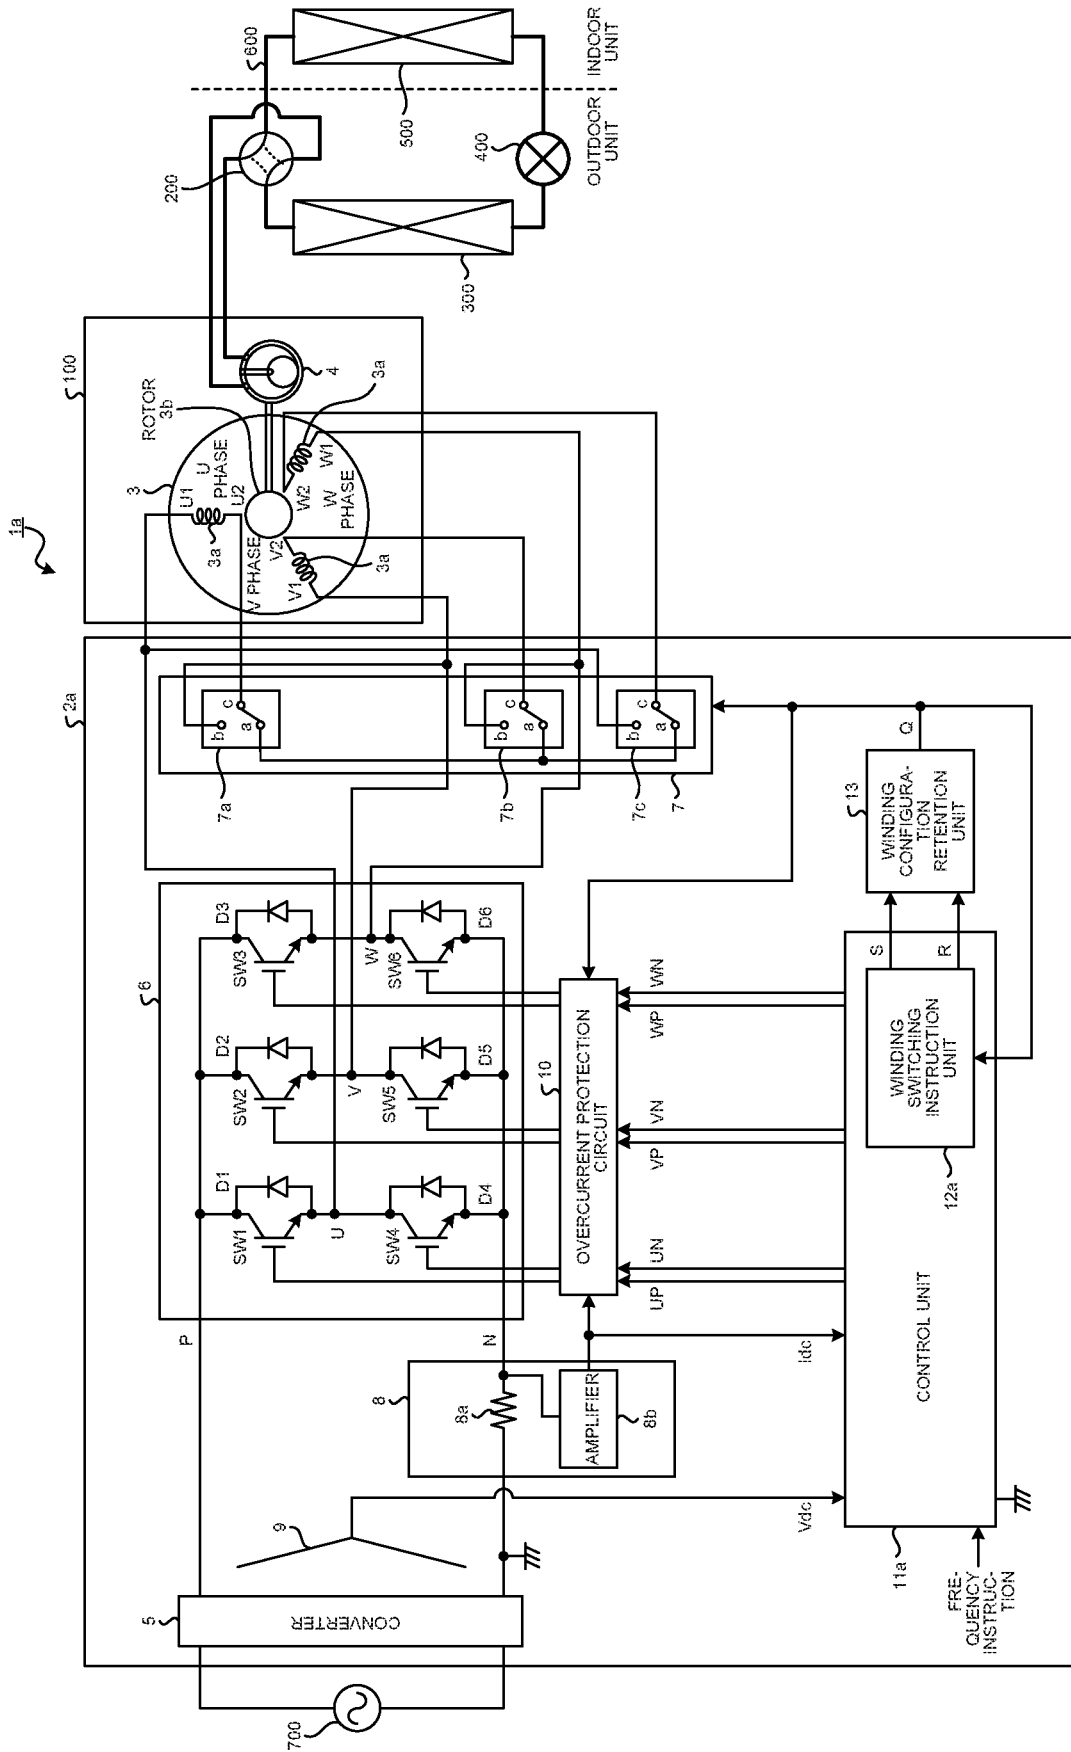 1a
2a
100
700
5
CONVERTER
9
P
N
8
8a
AMPLIFIER
8b
6
SW1
D1
SW2
D2
SW3
D3
U
V
W
SW4
D4
SW5
D5
SW6
D6
10
OVERCURRENT PROTECTION
CIRCUIT
UP
UN
VP
VN
WP
WN
Vdc
Idc
FRE-
QUENCY
INSTRUC-
TION
11a
CONTROL UNIT
12a
WINDING
SWITCHING
INSTRUCTION
UNIT
S
R
13
WINDING
CONFIGURA-
TION
RETENTION
UNIT
Q
7a
b
c
a
7b
b
c
a
7c
b
c
a
7
3
U1
U
PHASE
U2
3a
V PHASE
V2
V1
3a
W2
W1
W
PHASE
3a
ROTOR
3b
4
200
600
300
400
500
OUTDOOR
UNIT
INDOOR
UNIT